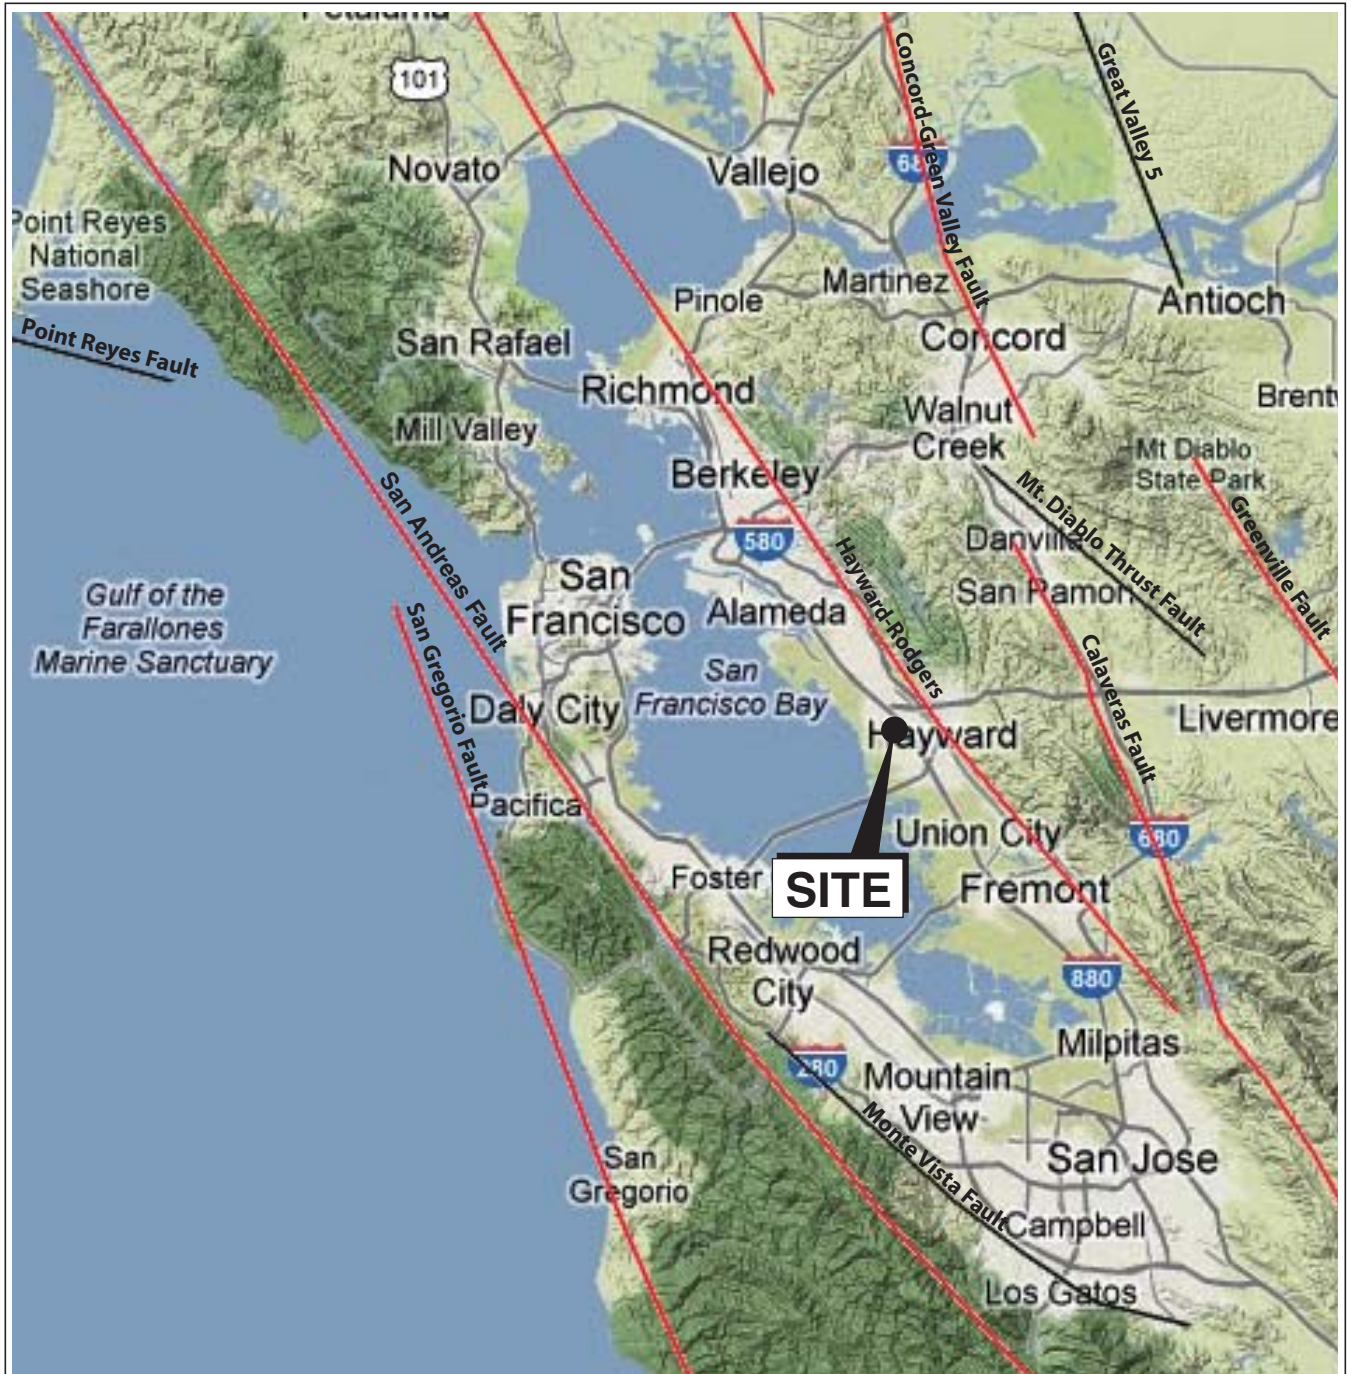 Petaluma
101
Novato
Vallejo
680
Concord-Green Valley Fault
Great Valley 5
Point Reyes
National
Seashore
Point Reyes Fault
Pinole
Martinez
Antioch
San Rafael
Concord
Richmond
Mill Valley
Walnut
Creek
Berkeley
Mt Diablo
State Park
San Andreas Fault
580
Hayward-Rodgers
Danville
Mt. Diablo Thrust Fault
Greenville Fault
San Ramon
Gulf of the
Farallones
Marine Sanctuary
San
Francisco
Alameda
San Gregorio Fault
San
Francisco Bay
Calaveras Fault
Daly City
Hayward
Livermore
Pacifica
Union City
680
Foster
SITE
Fremont
Redwood
City
880
Milpitas
280
Mountain
View
Monte Vista Fault
San Jose
San
Gregorio
Campbell
Los Gatos